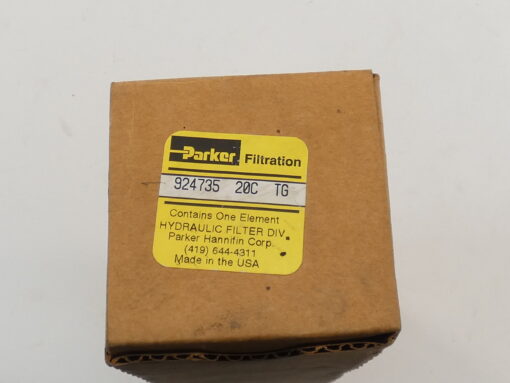 Parker Filtration
924735 20C TG
Contains One Element
HYDRAULIC FILTER DIV.
Parker Hannifin Corp.
(419) 644-4311
Made in the USA